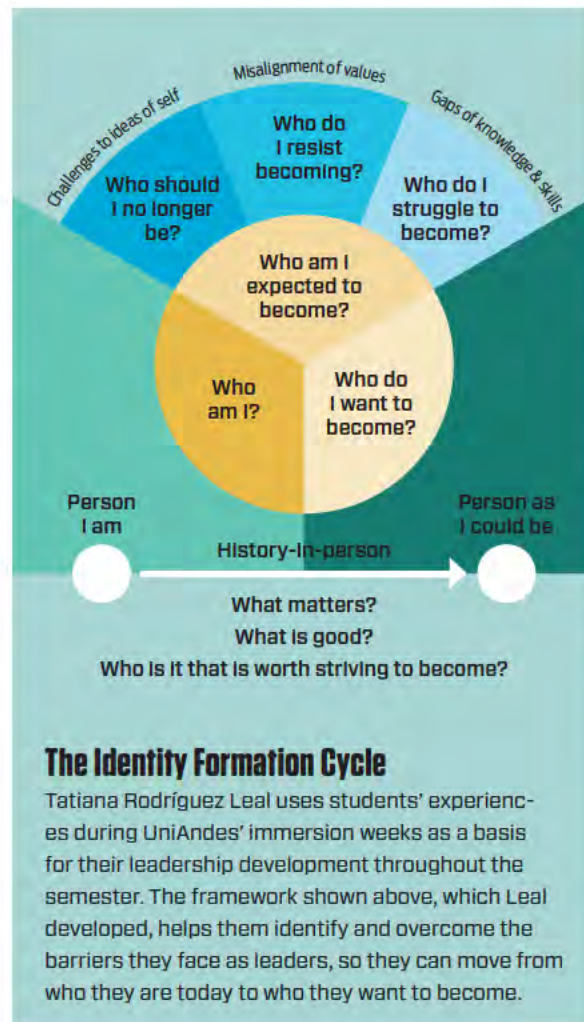 Challenges to ideas of self
Misalignment of values
Gaps of knowledge & skills
Who should
I no longer
be?
Who do
I resist
becoming?
Who do I
struggle to
become?
Who am I
expected to
become?
Who
am I?
Who do
I want to
become?
Person
I am
History-in-person
Person as
I could be
What matters?
What is good?
Who is it that is worth striving to become?
The Identity Formation Cycle
Tatiana Rodríguez Leal uses students’ experienc-
es during UniAndes’ immersion weeks as a basis
for their leadership development throughout the
semester. The framework shown above, which Leal
developed, helps them identify and overcome the
barriers they face as leaders, so they can move from
who they are today to who they want to become.